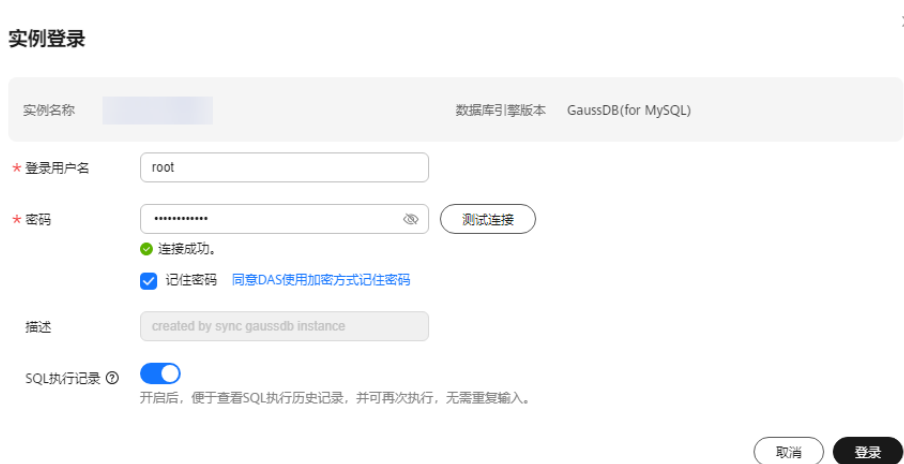 实例登录
实例名称 数据库引擎版本 GaussDB(for MySQL)
* 登录用户名 root
* 密码 •••••••••••• 测试连接
连接成功。
记住密码 同意DAS使用加密方式记住密码
描述 created by sync gaussdb instance
SQL执行记录 ?
开启后，便于查看SQL执行历史记录，并可再次执行，无需重复输入。
取消 登录